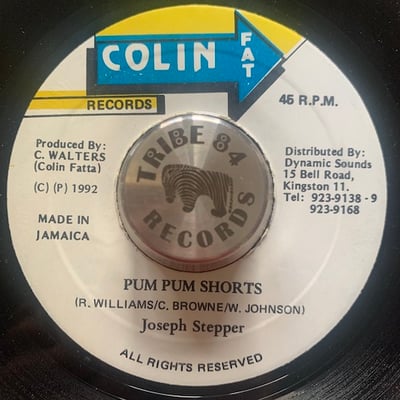 COLIN
FAT
RECORDS
45 R.P.M.
Produced By:
C. WALTERS
(Colin Fatta)
(C) (P) 1992
MADE IN
JAMAICA
Distributed By:
Dynamic Sounds
15 Bell Road,
Kingston 11.
Tel: 923-9138 - 9
923-9168
TRIBE 84
RECORDS
PUM PUM SHORTS
(R. WILLIAMS/C. BROWNE/W. JOHNSON)
Joseph Stepper
ALL RIGHTS RESERVED